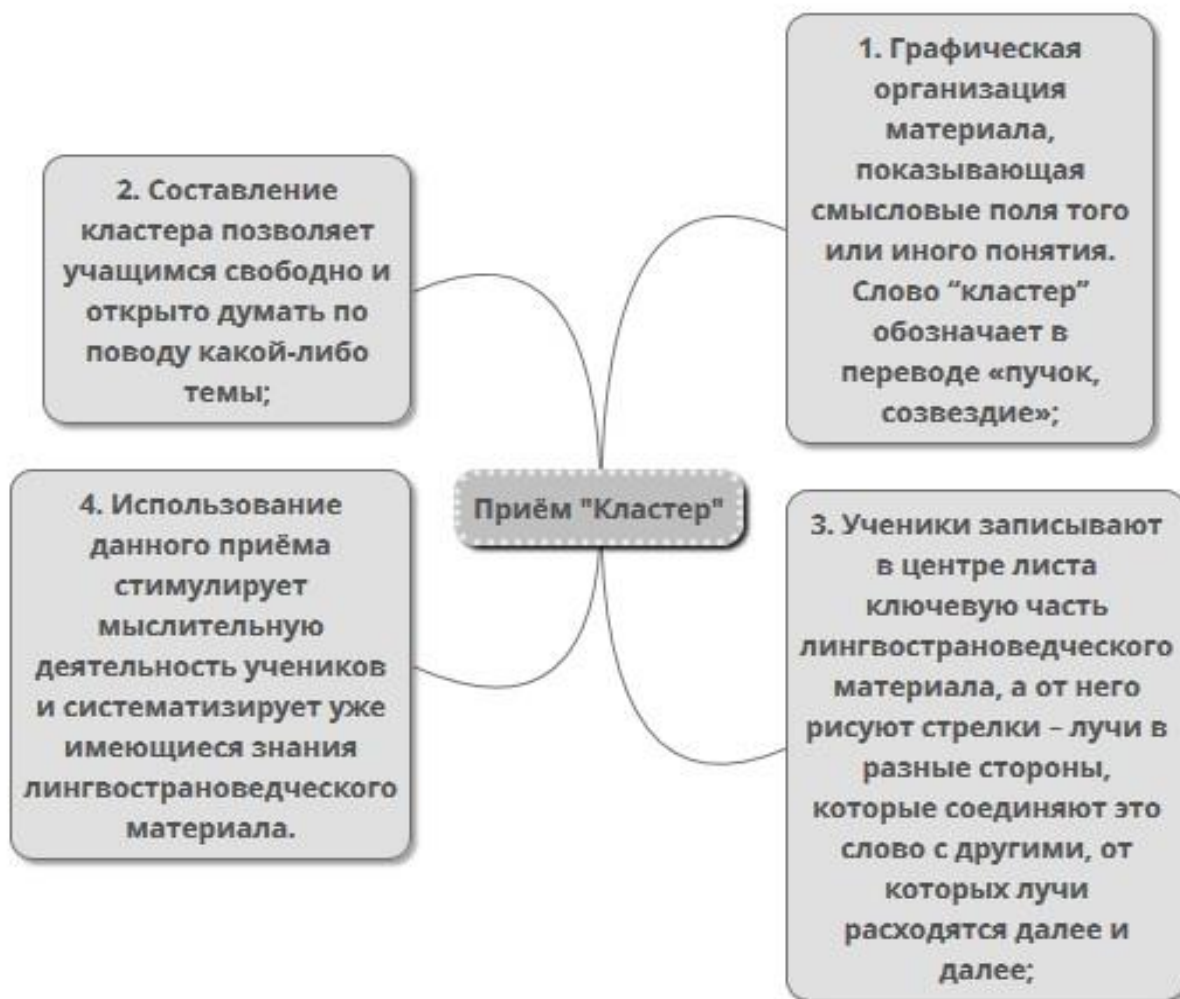 1. Графическая
организация
материала,
показывающая
смысловые поля того
или иного понятия.
Слово “кластер”
обозначает в
переводе «пучок,
созвездие»;
2. Составление
кластера позволяет
учащимся свободно и
открыто думать по
поводу какой-либо
темы;
Приём "Кластер"
3. Ученики записывают
в центре листа
ключевую часть
лингвострановедческого
материала, а от него
рисуют стрелки – лучи в
разные стороны,
которые соединяют это
слово с другими, от
которых лучи
расходятся далее и
далее;
4. Использование
данного приёма
стимулирует
мыслительную
деятельность учеников
и систематизирует уже
имеющиеся знания
лингвострановедческого
материала.